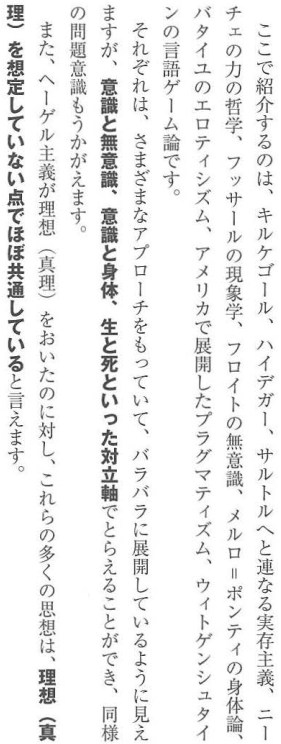 ここで紹介するのは、キルケゴール、ハイデガー、サルトルへと連なる実存主義、ニー
チェの力の哲学、フッサールの現象学、フロイトの無意識、メルロ＝ポンティの身体論、
バタイユのエロティシズム、アメリカで展開したプラグマティズム、ウィトゲンシュタイ
ンの言語ゲーム論です。
　それぞれは、さまざまなアプローチをもっていて、バラバラに展開しているように見え
ますが、意識と無意識、意識と身体、生と死といった対立軸でとらえることができ、同様
の問題意識もうかがえます。
　また、ヘーゲル主義が理想（真理）をおいたのに対し、これらの多くの思想は、理想（真
理）を想定していない点でほぼ共通していると言えます。